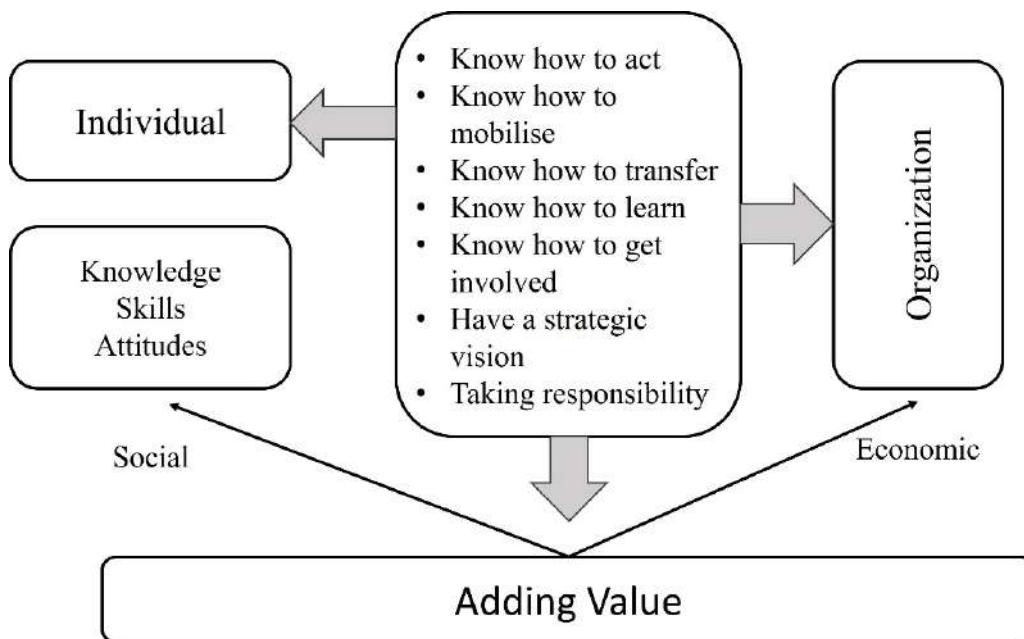 Individual
Knowledge
Skills
Attitudes
• Know how to act
• Know how to
mobilise
• Know how to transfer
• Know how to learn
• Know how to get
involved
• Have a strategic
vision
• Taking responsibility
Organization
Social
Economic
Adding Value